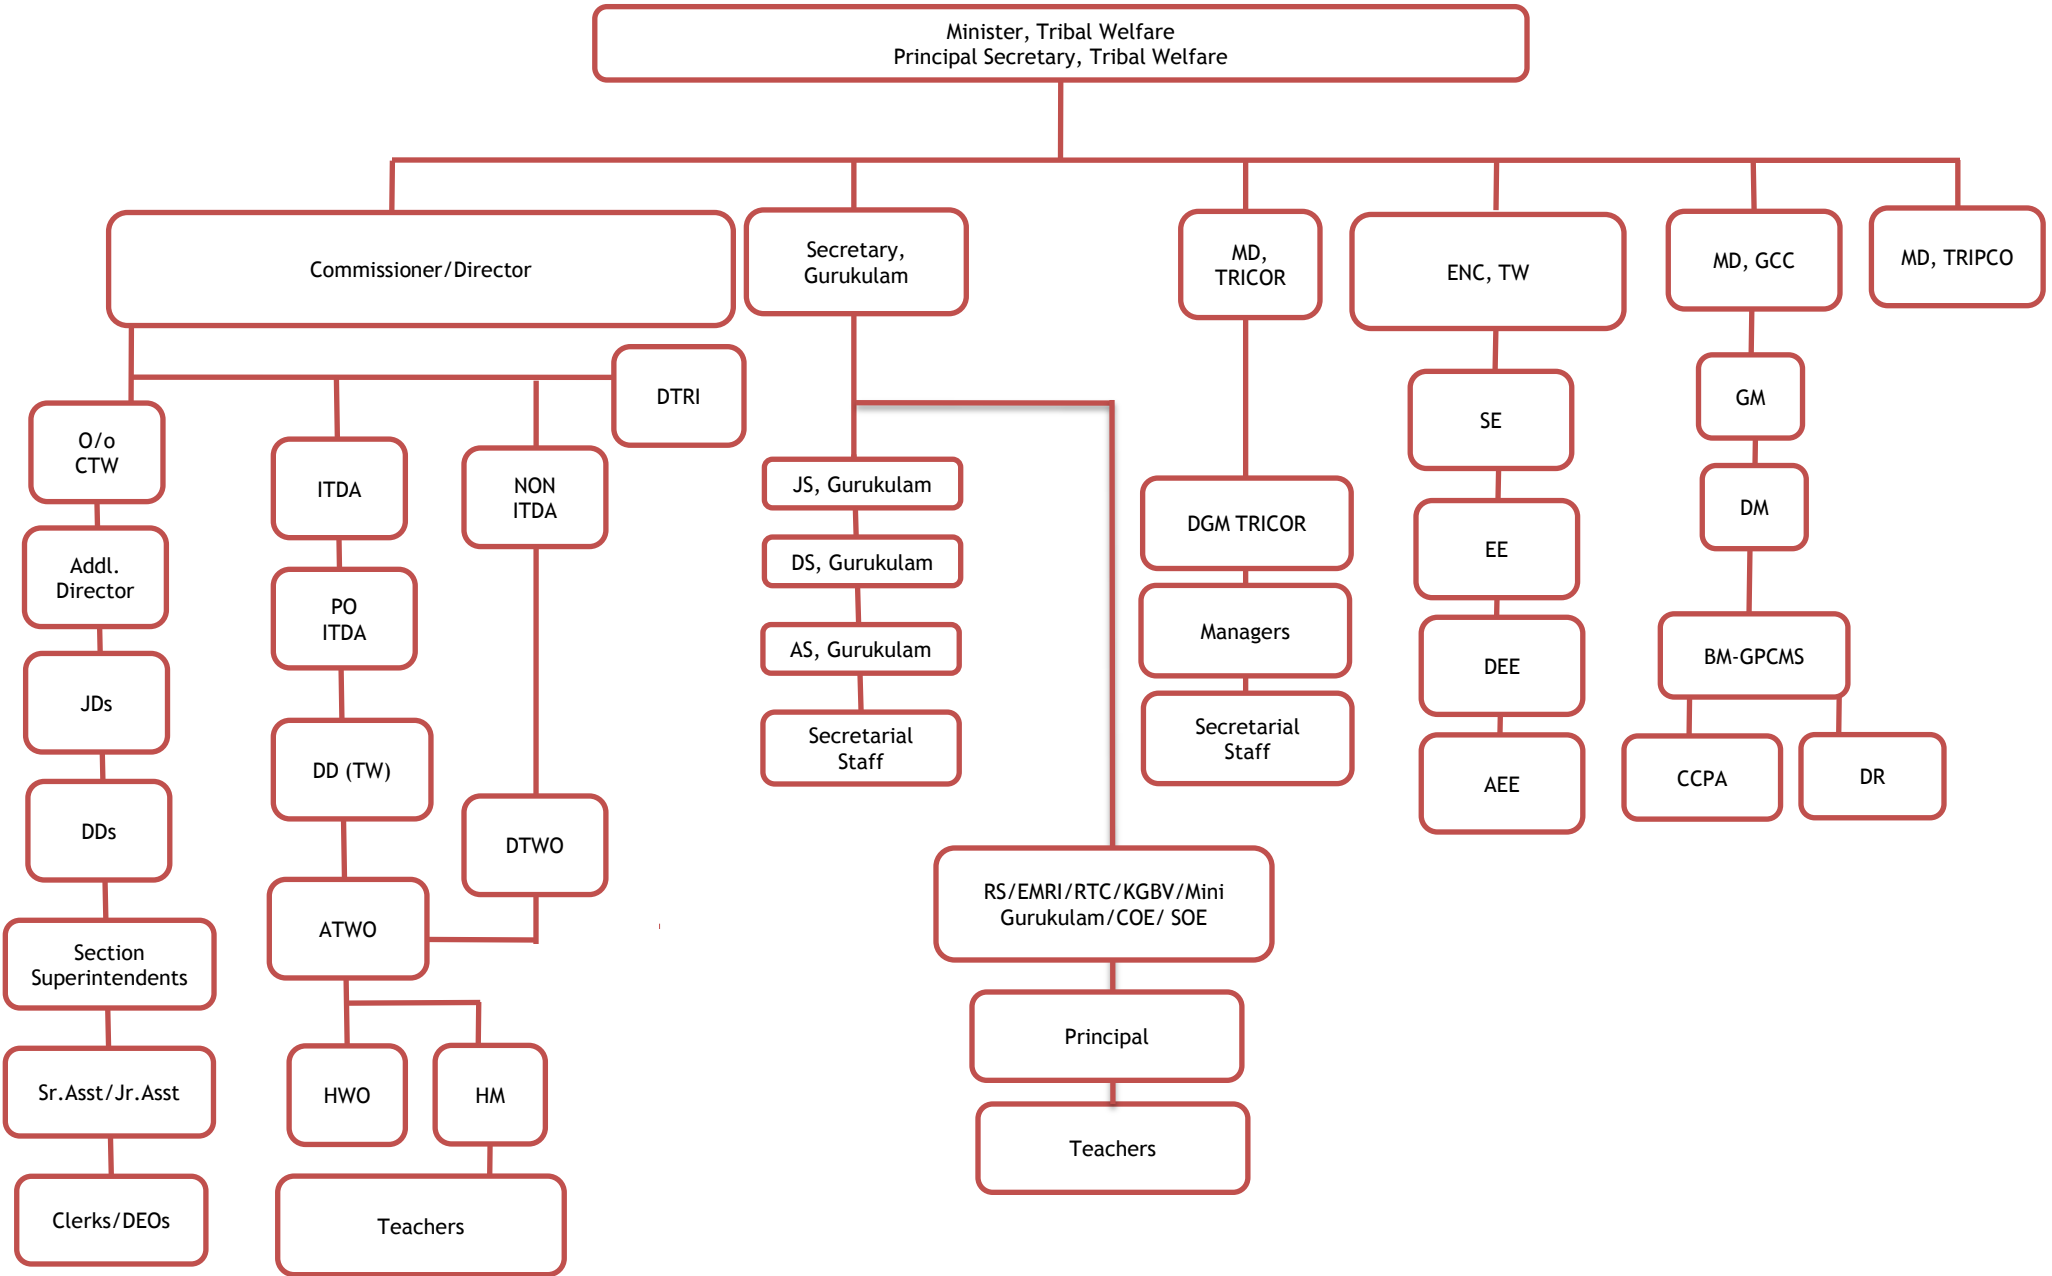 Minister, Tribal Welfare
Principal Secretary, Tribal Welfare
Commissioner/Director
Secretary,
Gurukulam
MD,
TRICOR
ENC, TW
MD, GCC
MD, TRIPCO
DTRI
O/o
CTW
Addl.
Director
JDs
DDs
Section
Superintendents
Sr.Asst/Jr.Asst
Clerks/DEOs
ITDA
PO
ITDA
DD (TW)
ATWO
NON
ITDA
DTWO
HWO
HM
Teachers
JS, Gurukulam
DS, Gurukulam
AS, Gurukulam
Secretarial
Staff
RS/EMRI/RTC/KGBV/Mini
Gurukulam/COE/ SOE
Principal
Teachers
DGM TRICOR
Managers
Secretarial
Staff
SE
EE
DEE
AEE
GM
DM
BM-GPCMS
CCPA
DR